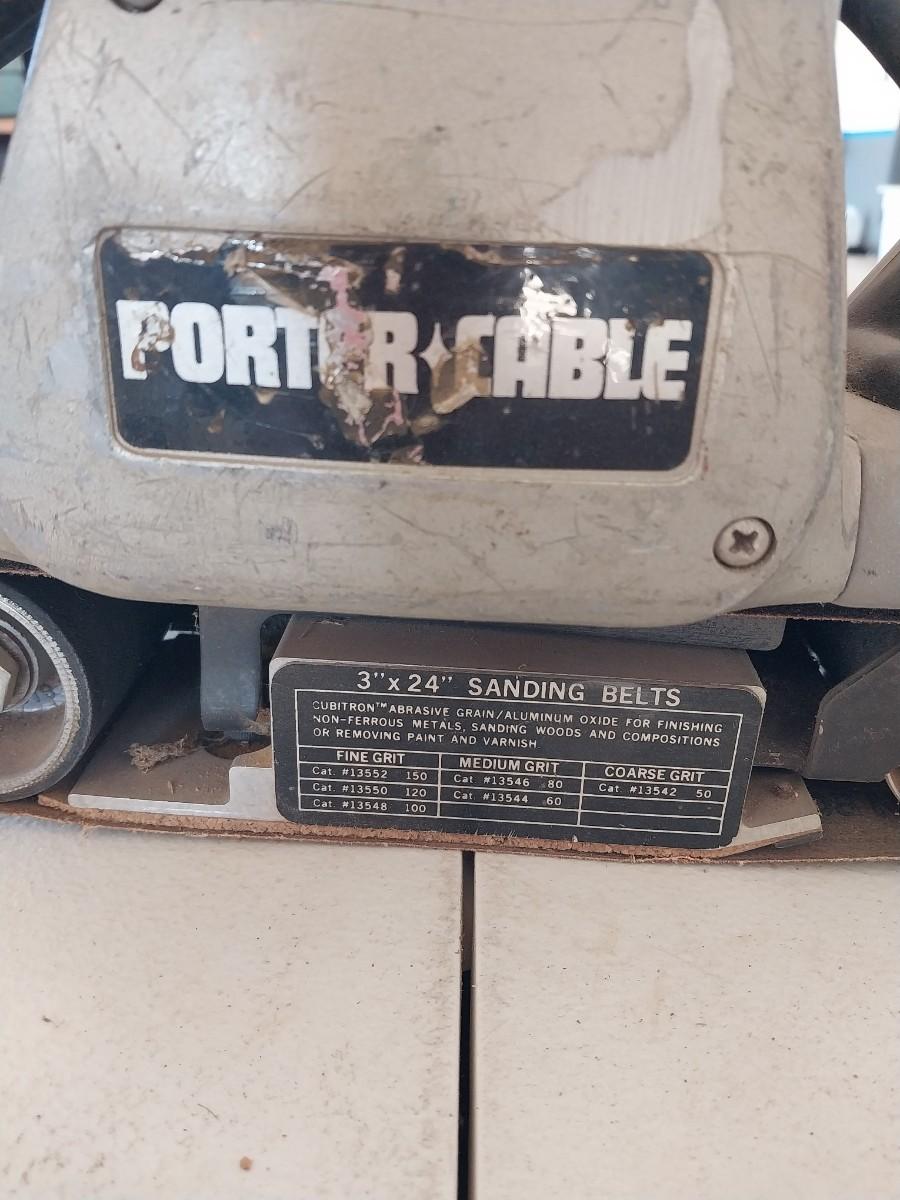 PORTER✦CABLE
3"x24" SANDING BELTS
CUBITRON™ ABRASIVE GRAIN/ALUMINUM OXIDE FOR FINISHING
NON-FERROUS METALS, SANDING WOODS AND COMPOSITIONS
OR REMOVING PAINT AND VARNISH
FINE GRIT MEDIUM GRIT COARSE GRIT
Cat. #13552 150 Cat. #13546 80 Cat. #13542 50
Cat. #13550 120 Cat. #13544 60
Cat. #13548 100